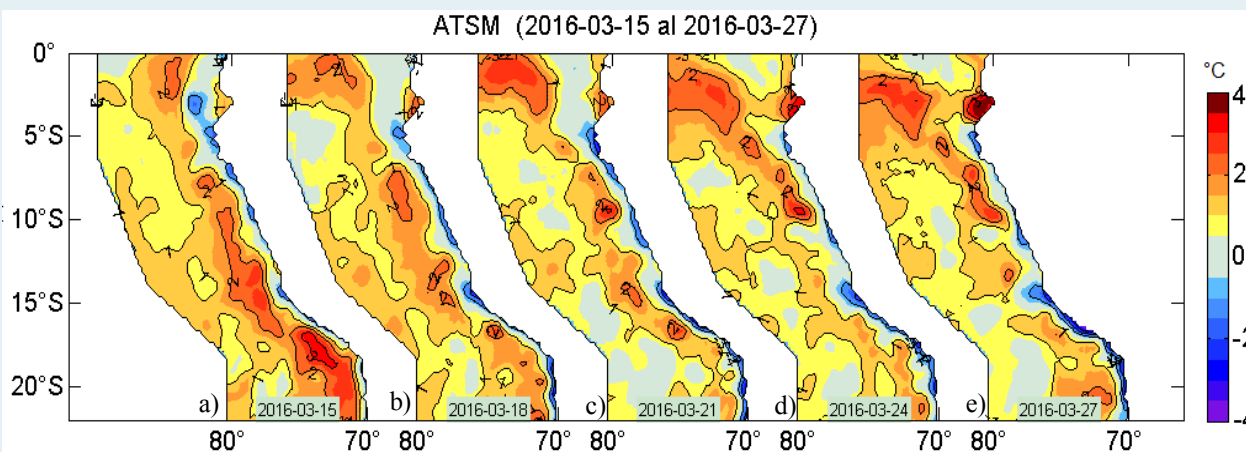 ATSM (2016-03-15 al 2016-03-27)
°C
0°
5°S
10°S
15°S
20°S
4
2
0
-2
-4
a) 2016-03-15
b) 2016-03-18
c) 2016-03-21
d) 2016-03-24
e) 2016-03-27
80° 70° 80° 70° 80° 70° 80° 70° 80° 70°